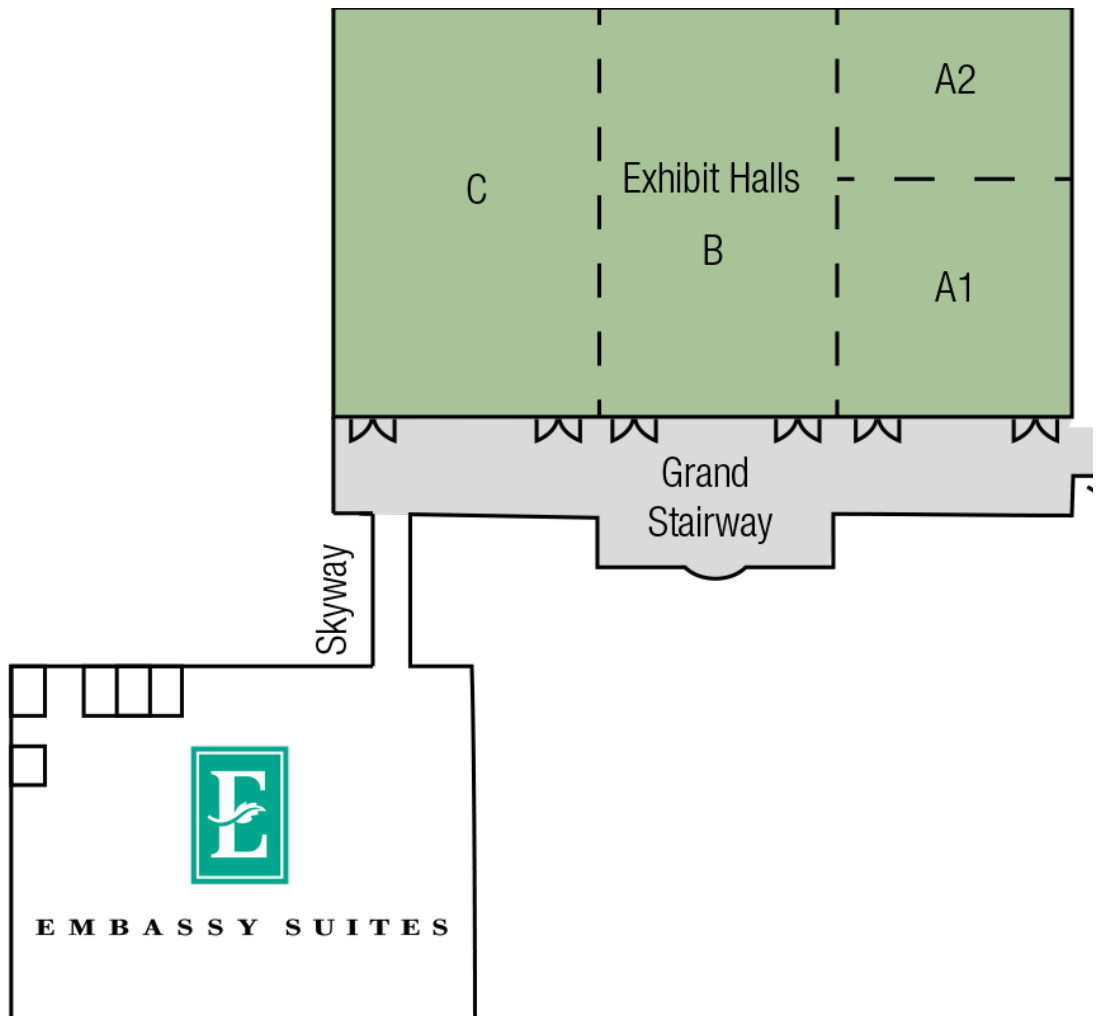 A2
Exhibit Halls
C
B
A1
Grand
Stairway
Skyway
E
EMBASSY SUITES